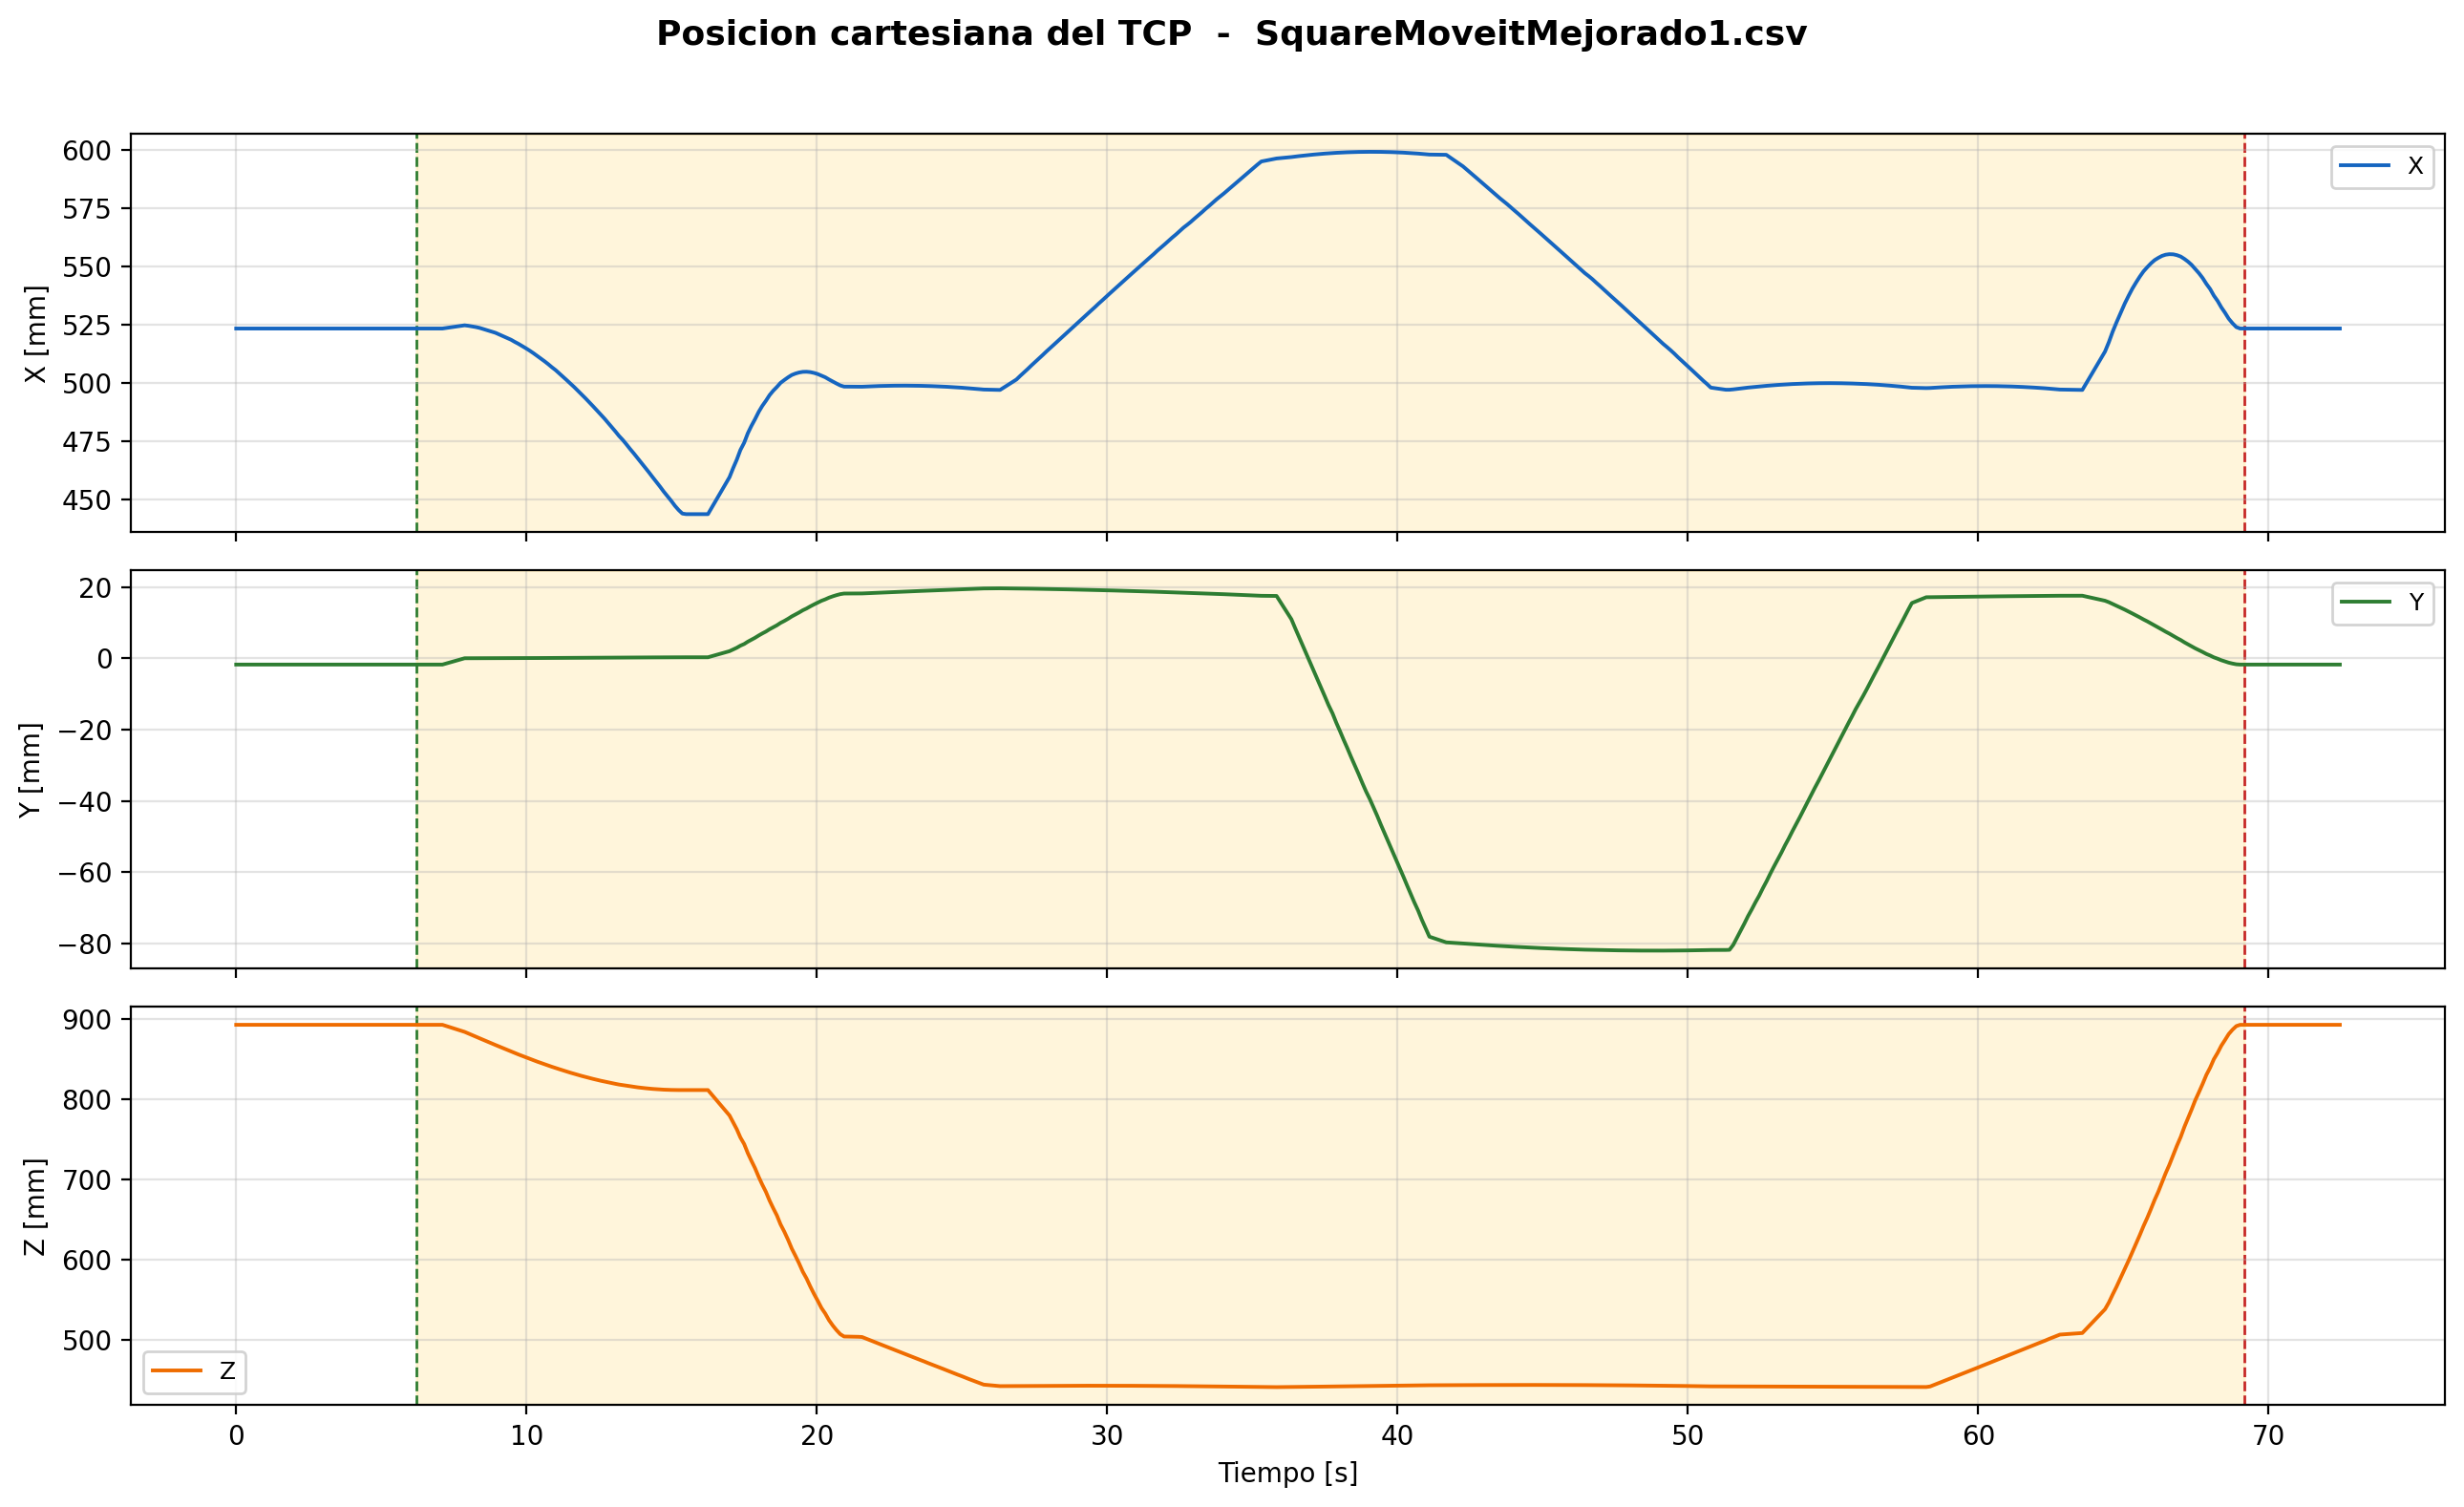 Posicion cartesiana del TCP - SquareMoveitMejorado1.csv
600
575
550
525
500
475
450
X [mm]
X
20
0
−20
−40
−60
−80
Y [mm]
Y
900
800
700
600
500
Z [mm]
Z
0 10 20 30 40 50 60 70
Tiempo [s]